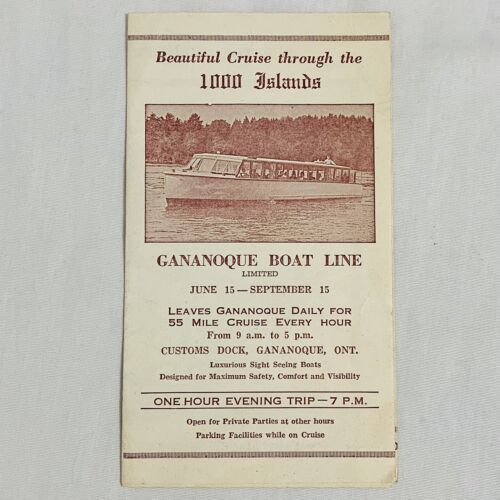 Beautiful Cruise through the
1000 Islands
GANANOQUE BOAT LINE
LIMITED
JUNE 15 — SEPTEMBER 15
LEAVES GANANOQUE DAILY FOR
55 MILE CRUISE EVERY HOUR
From 9 a.m. to 5 p.m.
CUSTOMS DOCK, GANANOQUE, ONT.
Luxurious Sight Seeing Boats
Designed for Maximum Safety, Comfort and Visibility
ONE HOUR EVENING TRIP — 7 P.M.
Open for Private Parties at other hours
Parking Facilities while on Cruise